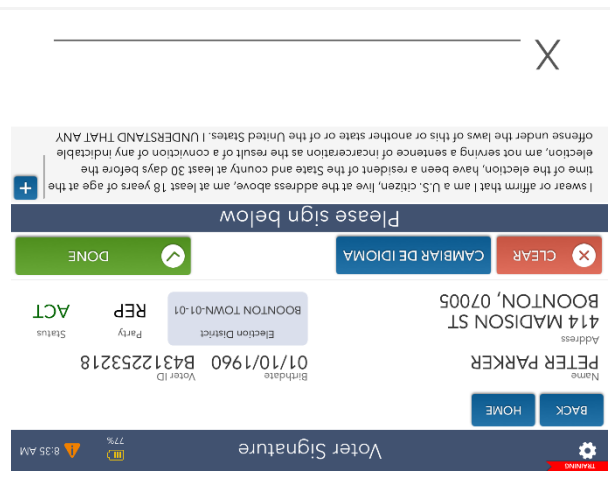 TRAINING
Voter Signature
77%
8:35 AM
BACK
HOME
Name
PETER PARKER
Birthdate
01/10/1960
Voter ID
B4312253218
Address
414 MADISON ST
BOONTON, 07005
Election District
BOONTON TOWN-01-01
Party
REP
Status
ACT
CLEAR
CAMBIAR DE IDIOMA
DONE
Please sign below
I swear or affirm that I am a U.S. citizen, live at the address above, am at least 18 years of age at the
time of the election, have been a resident of the State and county at least 30 days before the
election, am not serving a sentence of incarceration as the result of a conviction of any indictable
offense under the laws of this or another state or of the United States. I UNDERSTAND THAT ANY
+
X